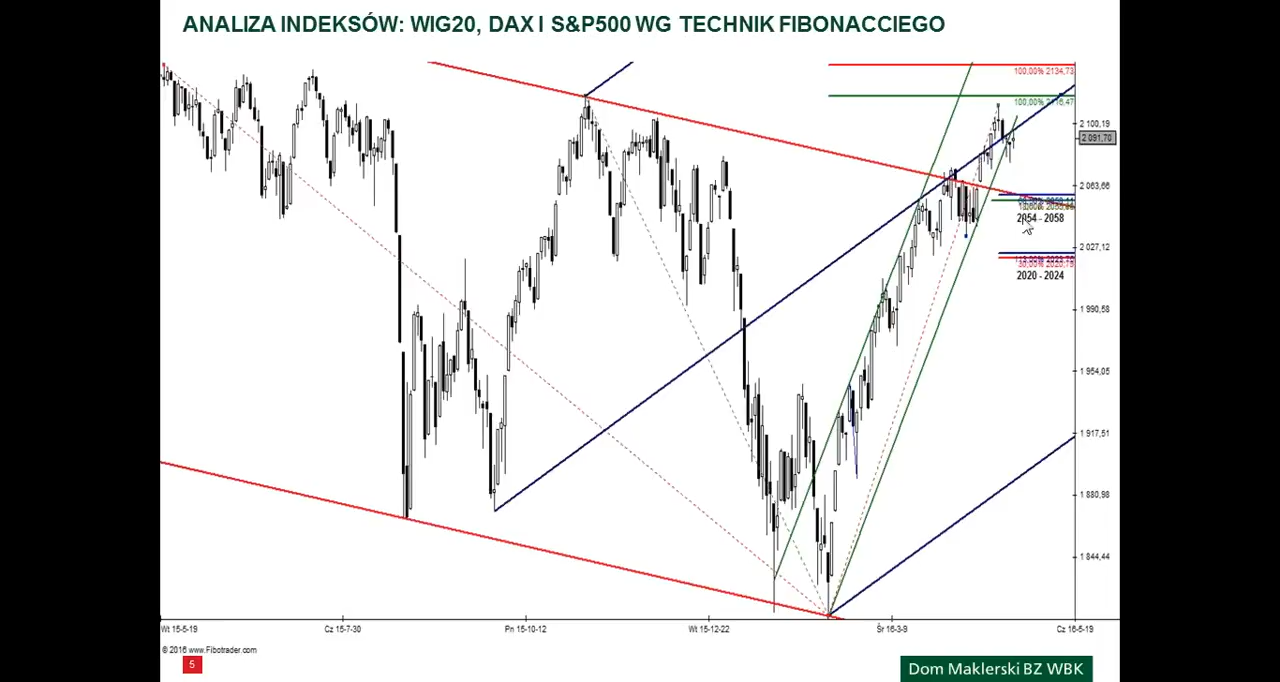 ANALIZA INDEKSÓW: WIG20, DAX I S&P500 WG TECHNIK FIBONACCIEGO
100,00% 2134,73
100,00% 2116,47
2 100,19
2 091,70
2 063,66
2054 - 2058
2 027,12
2020 - 2024
1 990,58
1 954,05
1 917,51
1 880,98
1 844,44
Wt 15-5-19 Cz 15-7-30 Pn 15-10-12 Wt 15-12-22 Śr 16-3-9 Cz 16-5-19
© 2016 www.Fibotrader.com
5
Dom Maklerski BZ WBK